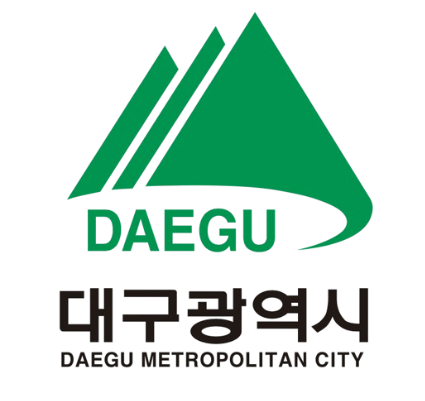 DAEGU
대구광역시
DAEGU METROPOLITAN CITY